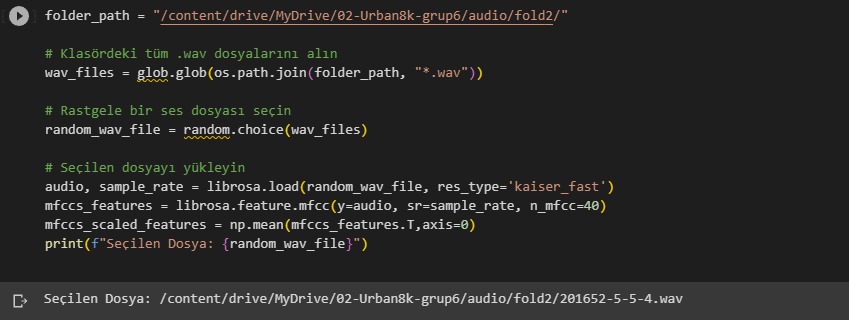 folder_path = "/content/drive/MyDrive/02-Urban8k-grup6/audio/fold2/"
# Klasördeki tüm .wav dosyalarını alın
wav_files = glob.glob(os.path.join(folder_path, "*.wav"))
# Rastgele bir ses dosyası seçin
random_wav_file = random.choice(wav_files)
# Seçilen dosyayı yükleyin
audio, sample_rate = librosa.load(random_wav_file, res_type='kaiser_fast')
mfccs_features = librosa.feature.mfcc(y=audio, sr=sample_rate, n_mfcc=40)
mfccs_scaled_features = np.mean(mfccs_features.T,axis=0)
print(f"Seçilen Dosya: {random_wav_file}")
Seçilen Dosya: /content/drive/MyDrive/02-Urban8k-grup6/audio/fold2/201652-5-5-4.wav